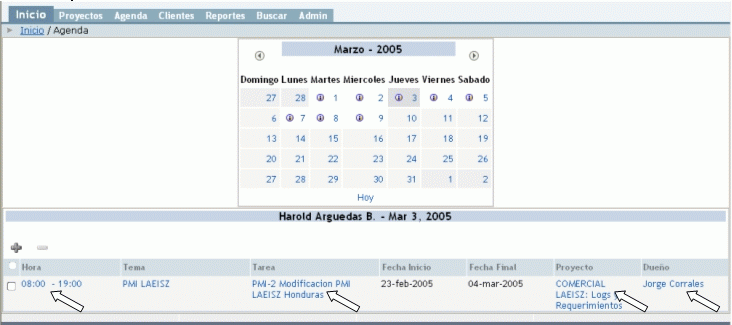 Inicio Proyectos Agenda Clientes Reportes Buscar Admin
Inicio / Agenda
Marzo - 2005
Domingo Lunes Martes Miercoles Jueves Viernes Sabado
27 28 1 2 3 4 5
6 7 8 9 10 11 12
13 14 15 16 17 18 19
20 21 22 23 24 25 26
27 28 29 30 31 1 2
Hoy
Harold Arguedas B. - Mar 3, 2005
Hora Tema Tarea Fecha Inicio Fecha Final Proyecto Dueño
08:00 - 19:00 PMI LAEISZ PMI-2 Modificacion PMI 23-feb-2005 04-mar-2005 COMERCIAL Jorge Corrales
LAEISZ Honduras LAEISZ: Logs
Requerimientos